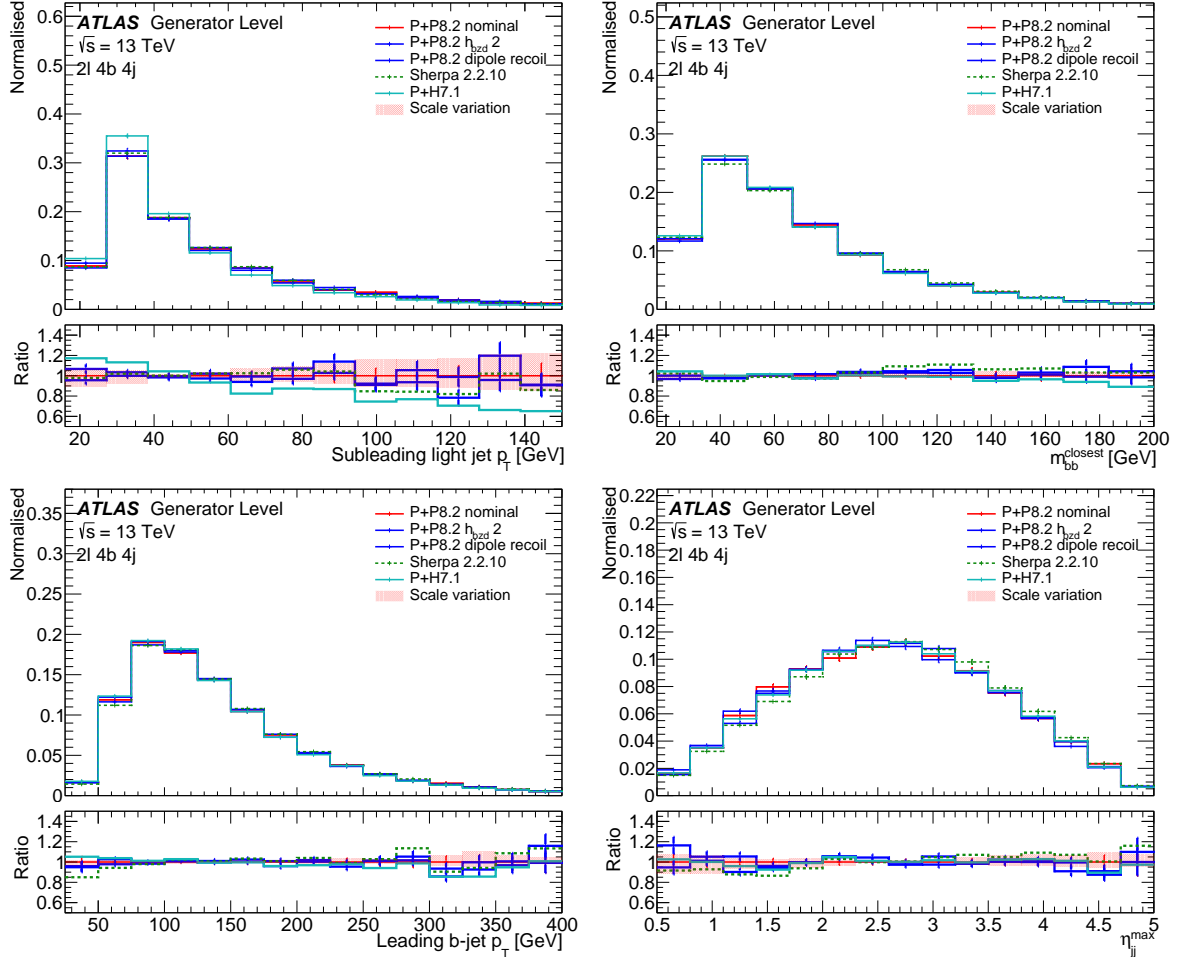 ATLAS Generator Level
√s = 13 TeV
2l 4b 4j
P+P8.2 nominal
P+P8.2 h_bzd 2
P+P8.2 dipole recoil
Sherpa 2.2.10
P+H7.1
Scale variation
Normalised
0.6
0.5
0.4
0.3
0.2
0.1
0
Ratio
1.4
1.2
1
0.8
0.6
20 40 60 80 100 120 140
Subleading light jet p_T [GeV]
ATLAS Generator Level
√s = 13 TeV
2l 4b 4j
P+P8.2 nominal
P+P8.2 h_bzd 2
P+P8.2 dipole recoil
Sherpa 2.2.10
P+H7.1
Scale variation
Normalised
0.5
0.4
0.3
0.2
0.1
0
Ratio
1.4
1.2
1
0.8
0.6
20 40 60 80 100 120 140 160 180 200
m_bb^closest [GeV]
ATLAS Generator Level
√s = 13 TeV
2l 4b 4j
P+P8.2 nominal
P+P8.2 h_bzd 2
P+P8.2 dipole recoil
Sherpa 2.2.10
P+H7.1
Scale variation
Normalised
0.35
0.3
0.25
0.2
0.15
0.1
0.05
0
Ratio
1.4
1.2
1
0.8
0.6
50 100 150 200 250 300 350 400
Leading b-jet p_T [GeV]
ATLAS Generator Level
√s = 13 TeV
2l 4b 4j
P+P8.2 nominal
P+P8.2 h_bzd 2
P+P8.2 dipole recoil
Sherpa 2.2.10
P+H7.1
Scale variation
Normalised
0.22
0.2
0.18
0.16
0.14
0.12
0.1
0.08
0.06
0.04
0.02
0
Ratio
1.4
1.2
1
0.8
0.6
0.5 1 1.5 2 2.5 3 3.5 4 4.5 5
η_jj^max